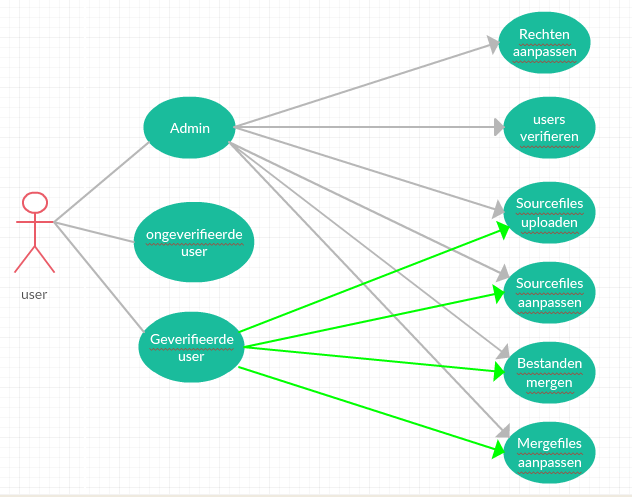 Rechten
aanpassen
Admin
users
verifieren
Sourcefiles
uploaden
ongeverifieerde
user
Sourcefiles
aanpassen
user
Geverifieerde
user
Bestanden
mergen
Mergefiles
aanpassen